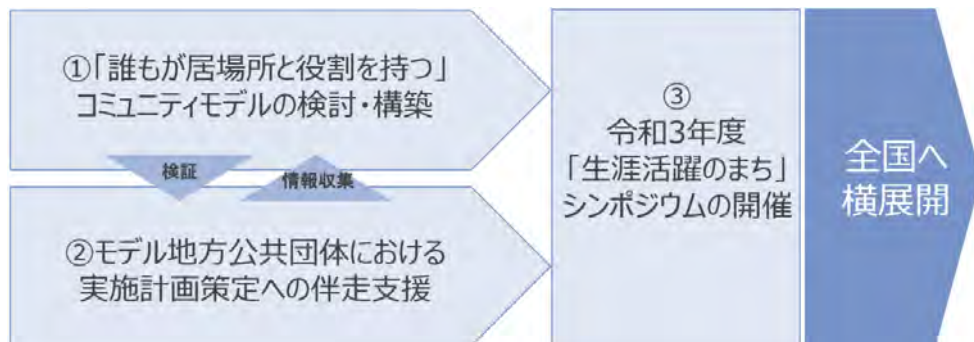 ①「誰もが居場所と役割を持つ」
コミュニティモデルの検討・構築
検証
情報収集
②モデル地方公共団体における
実施計画策定への伴走支援
③
令和3年度
「生涯活躍のまち」
シンポジウムの開催
全国へ
横展開